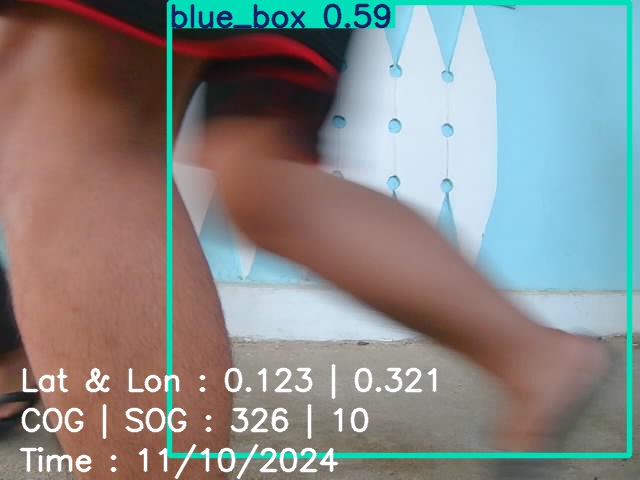 blue_box 0.59
Lat & Lon : 0.123 | 0.321
COG | SOG : 326 | 10
Time : 11/10/2024